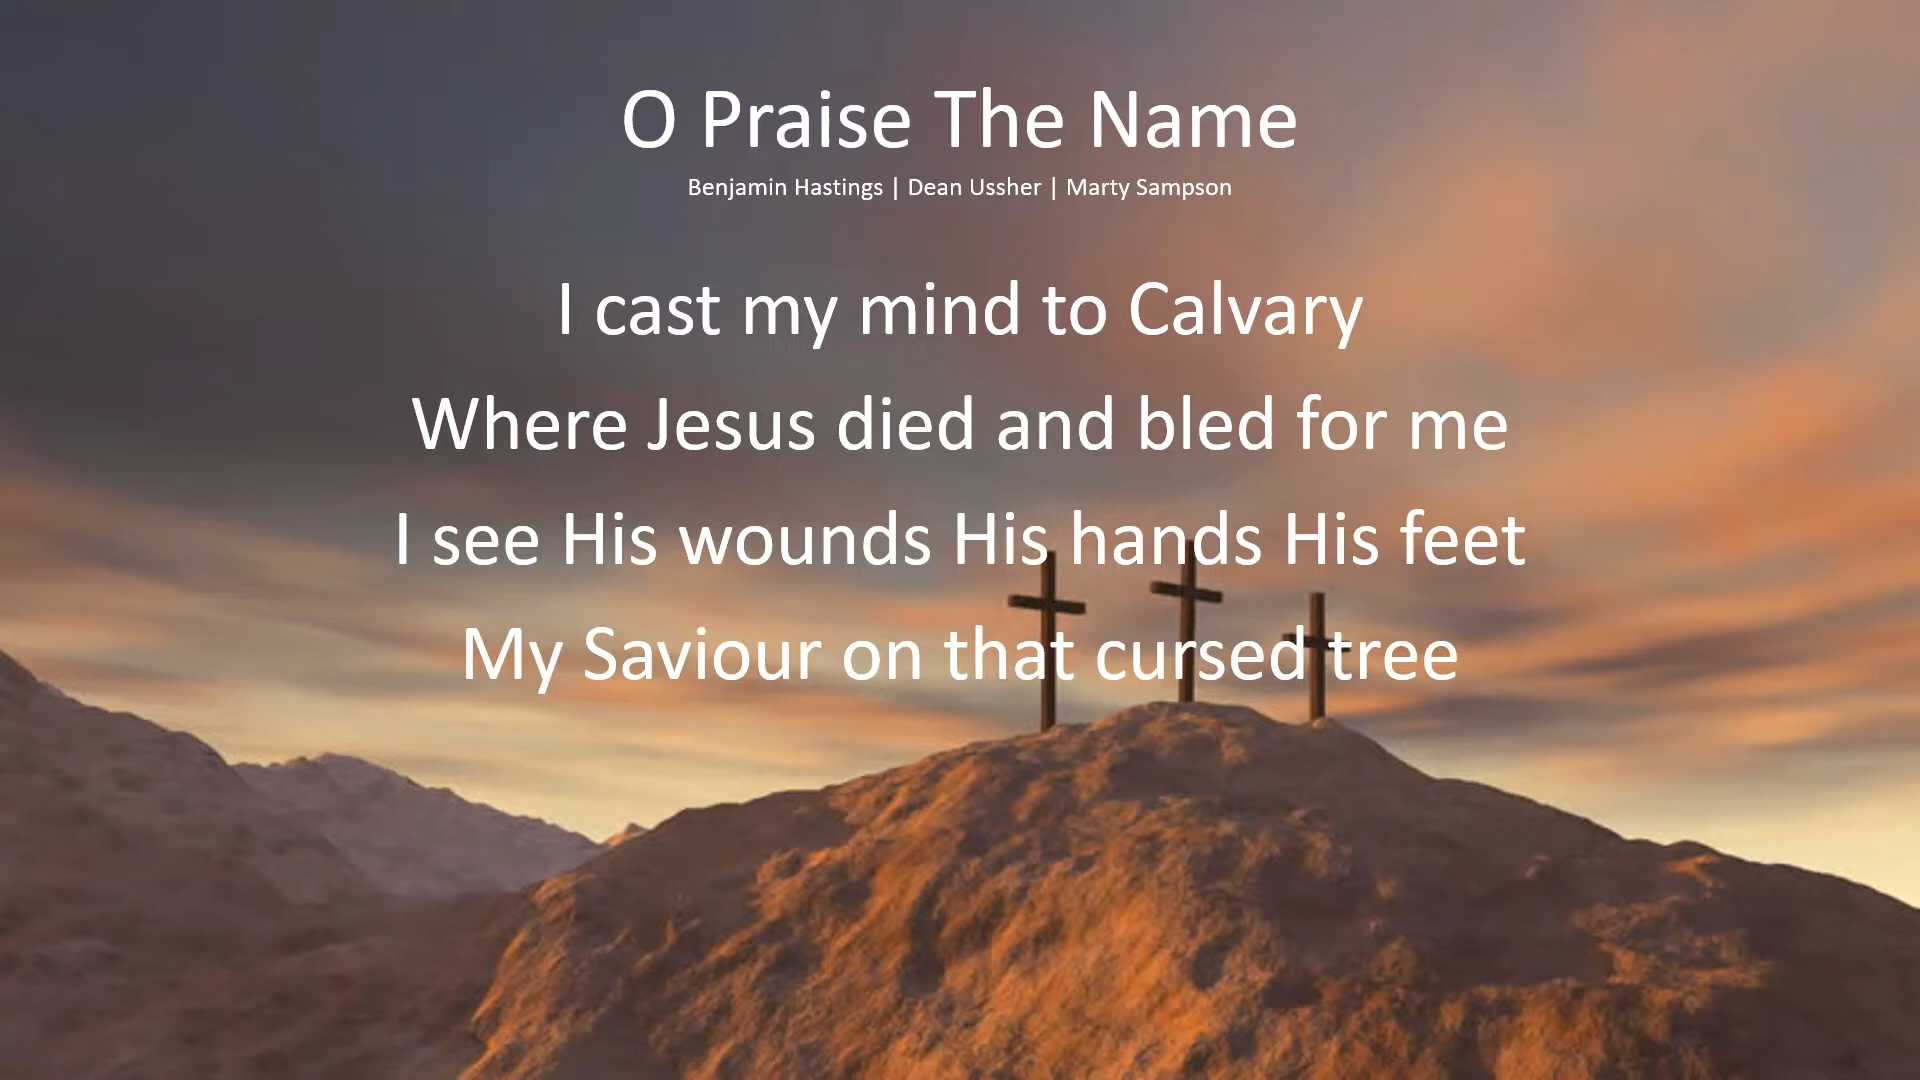 O Praise The Name
Benjamin Hastings | Dean Ussher | Marty Sampson
I cast my mind to Calvary
Where Jesus died and bled for me
I see His wounds His hands His feet
My Saviour on that cursed tree